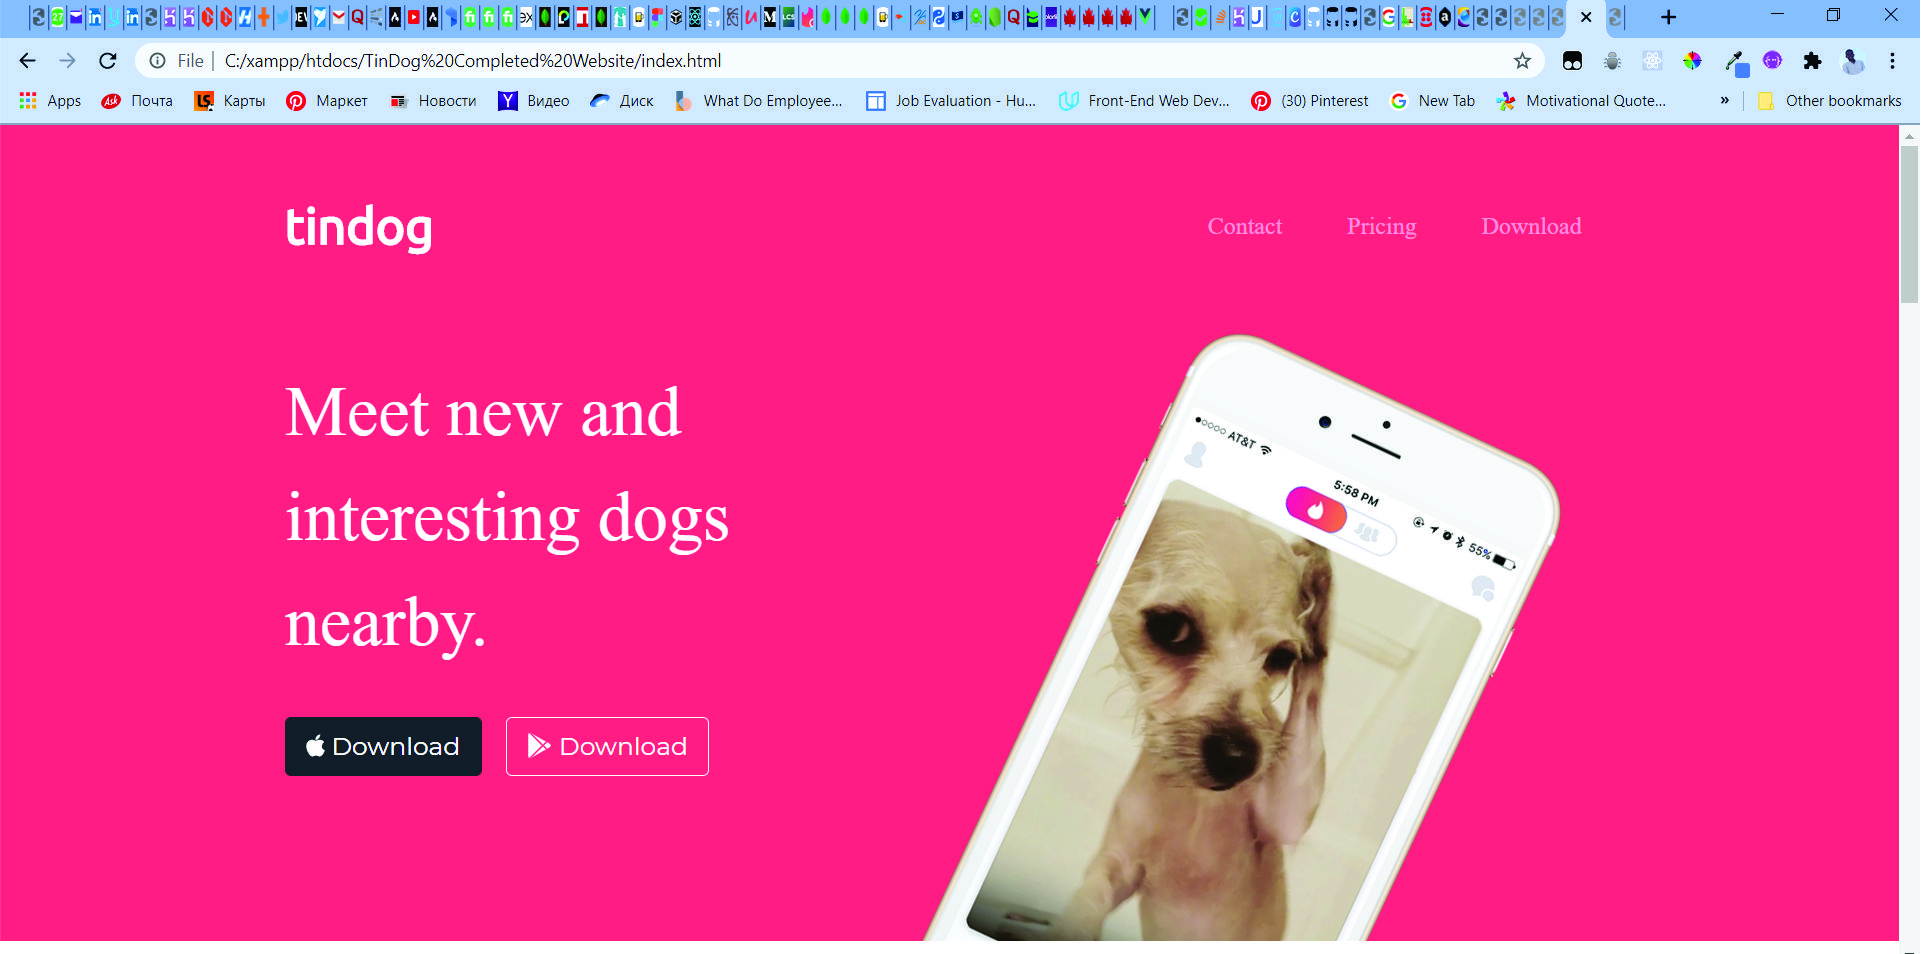 File | C:/xampp/htdocs/TinDog%20Completed%20Website/index.html
Apps Почта Карты Маркет Новости Видео Диск What Do Employee... Job Evaluation - Hu... Front-End Web Dev... (30) Pinterest New Tab Motivational Quote... » Other bookmarks
tindog
Contact Pricing Download
Meet new and
interesting dogs
nearby.
Download Download
AT&T
5:58 PM
55%